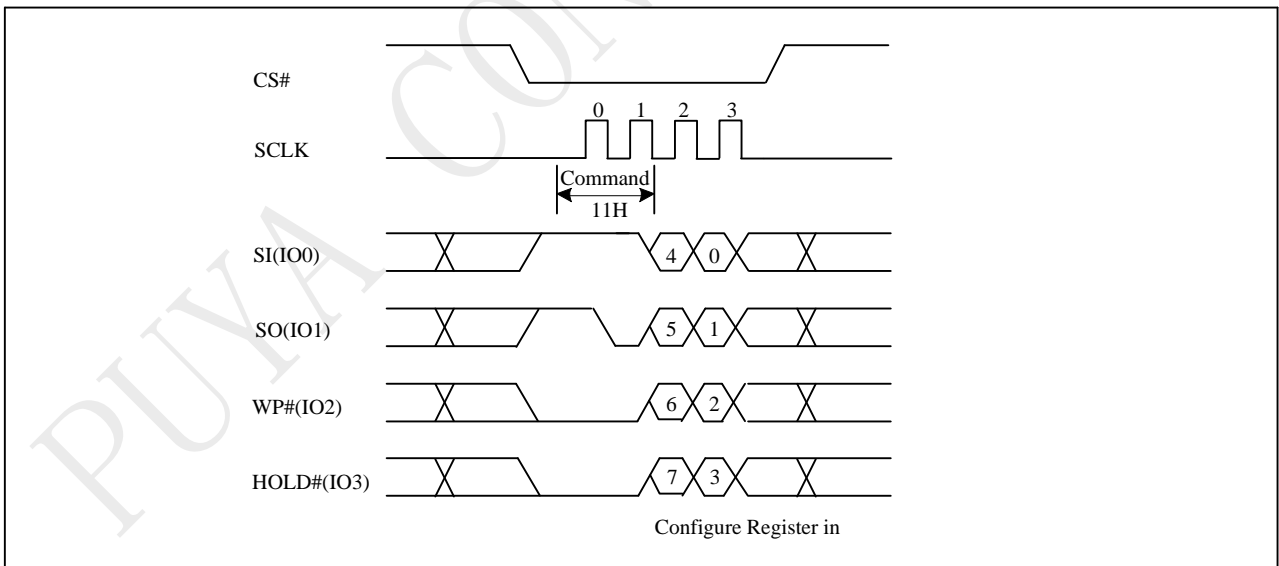 CS#
0 1 2 3
SCLK
Command
11H
SI(IO0)
4 0
SO(IO1)
5 1
WP#(IO2)
6 2
HOLD#(IO3)
7 3
Configure Register in
PUYA CON